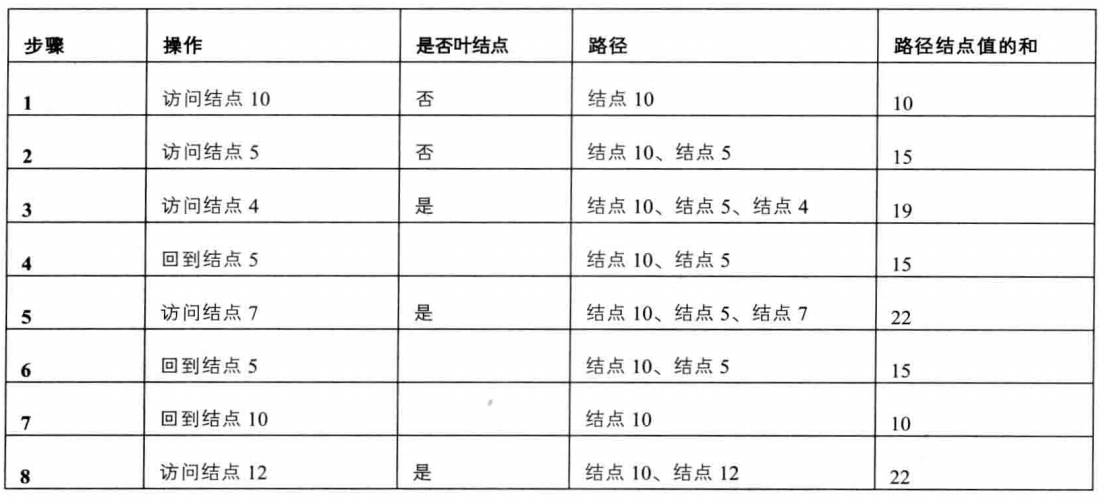 步骤 操作 是否叶结点 路径 路径结点值的和
1 访问结点 10 否 结点 10 10
2 访问结点 5 否 结点 10、结点 5 15
3 访问结点 4 是 结点 10、结点 5、结点 4 19
4 回到结点 5 结点 10、结点 5 15
5 访问结点 7 是 结点 10、结点 5、结点 7 22
6 回到结点 5 结点 10、结点 5 15
7 回到结点 10 结点 10 10
8 访问结点 12 是 结点 10、结点 12 22